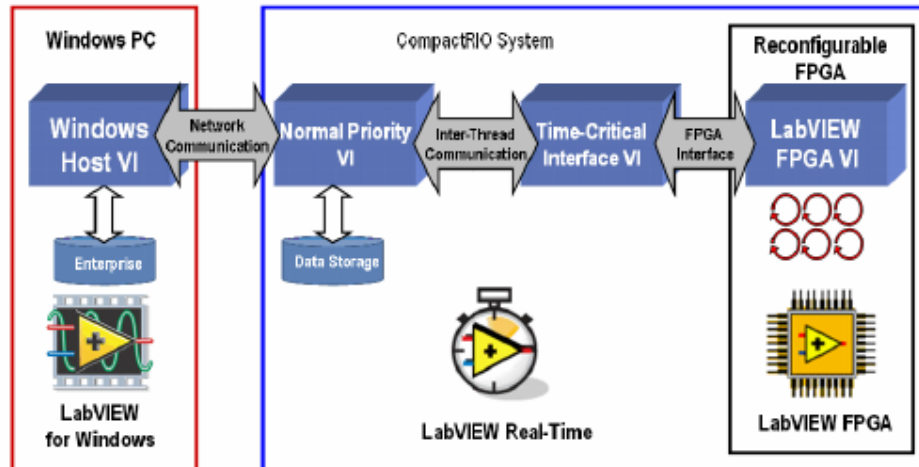 Windows PC
CompactRIO System
Reconfigurable
FPGA
Windows
Host VI
Network
Communication
Normal Priority
VI
Inter-Thread
Communication
Time-Critical
Interface VI
FPGA
Interface
LabVIEW
FPGA VI
Enterprise
Data Storage
LabVIEW
for Windows
LabVIEW Real-Time
LabVIEW FPGA